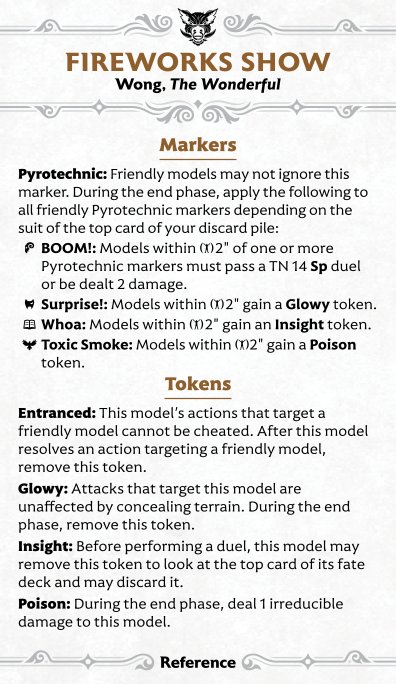 FIREWORKS SHOW
Wong, The Wonderful
Markers
Pyrotechnic: Friendly models may not ignore this
marker. During the end phase, apply the following to
all friendly Pyrotechnic markers depending on the
suit of the top card of your discard pile:
BOOM!: Models within 2" of one or more
Pyrotechnic markers must pass a TN 14 Sp duel
or be dealt 2 damage.
Surprise!: Models within 2" gain a Glowy token.
Whoa: Models within 2" gain an Insight token.
Toxic Smoke: Models within 2" gain a Poison
token.
Tokens
Entranced: This model's actions that target a
friendly model cannot be cheated. After this model
resolves an action targeting a friendly model,
remove this token.
Glowy: Attacks that target this model are
unaffected by concealing terrain. During the end
phase, remove this token.
Insight: Before performing a duel, this model may
remove this token to look at the top card of its fate
deck and may discard it.
Poison: During the end phase, deal 1 irreducible
damage to this model.
Reference